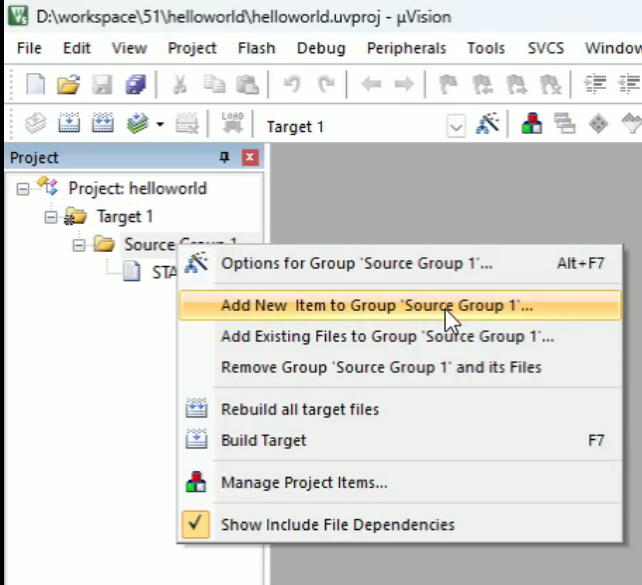 D:\workspace\51\helloworld\helloworld.uvproj - µVision
File Edit View Project Flash Debug Peripherals Tools SVCS Window
LOAD Target 1
Project
Project: helloworld
Target 1
Source Group 1
STA
Options for Group 'Source Group 1'... Alt+F7
Add New Item to Group 'Source Group 1'...
Add Existing Files to Group 'Source Group 1'...
Remove Group 'Source Group 1' and its Files
Rebuild all target files
Build Target F7
Manage Project Items...
Show Include File Dependencies